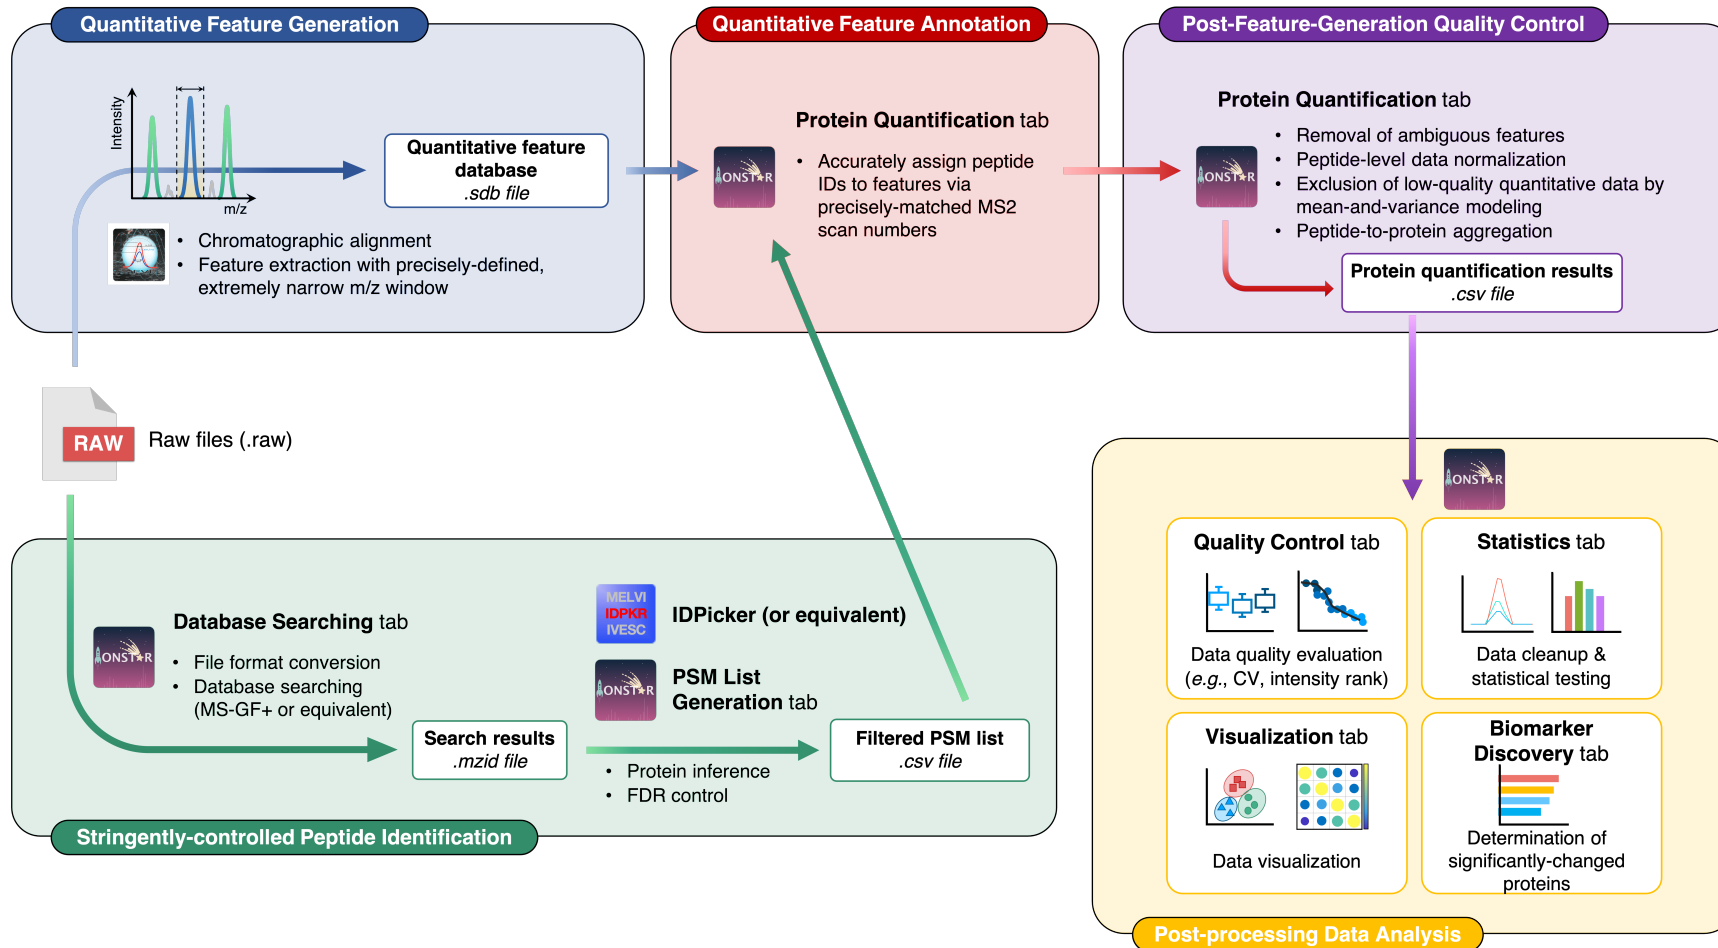 Quantitative Feature Generation
Intensity
m/z
Quantitative feature
database
.sdb file
• Chromatographic alignment
• Feature extraction with precisely-defined,
extremely narrow m/z window
Quantitative Feature Annotation
IONSTAR
Protein Quantification tab
• Accurately assign peptide
IDs to features via
precisely-matched MS2
scan numbers
Post-Feature-Generation Quality Control
IONSTAR
Protein Quantification tab
• Removal of ambiguous features
• Peptide-level data normalization
• Exclusion of low-quality quantitative data by
mean-and-variance modeling
• Peptide-to-protein aggregation
Protein quantification results
.csv file
RAW
Raw files (.raw)
IONSTAR
Database Searching tab
• File format conversion
• Database searching
(MS-GF+ or equivalent)
Search results
.mzid file
MELVI
IDPKR
IVESC
IDPicker (or equivalent)
IONSTAR
PSM List
Generation tab
• Protein inference
• FDR control
Filtered PSM list
.csv file
Stringently-controlled Peptide Identification
IONSTAR
Quality Control tab
Data quality evaluation
(e.g., CV, intensity rank)
Statistics tab
Data cleanup &
statistical testing
Visualization tab
Data visualization
Biomarker
Discovery tab
Determination of
significantly-changed
proteins
Post-processing Data Analysis